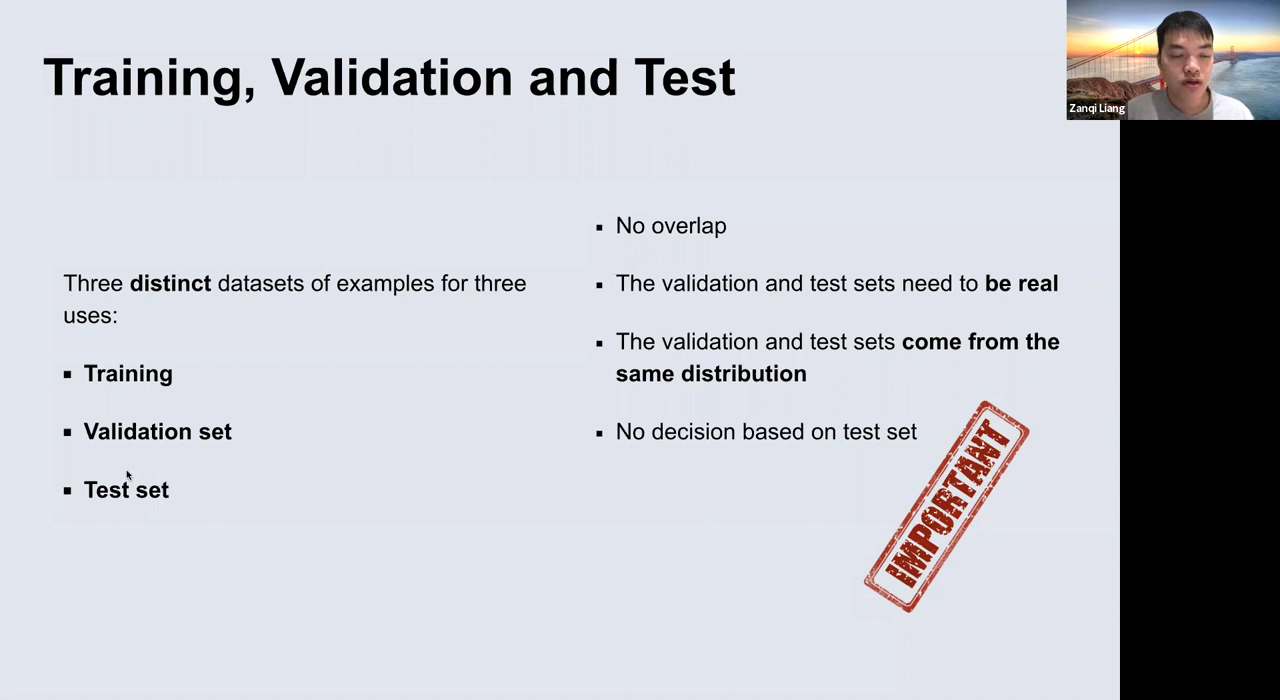 Training, Validation and Test
Zanqi Liang
Three distinct datasets of examples for three
uses:
▪ Training
▪ Validation set
▪ Test set
▪ No overlap
▪ The validation and test sets need to be real
▪ The validation and test sets come from the
same distribution
▪ No decision based on test set
IMPORTANT